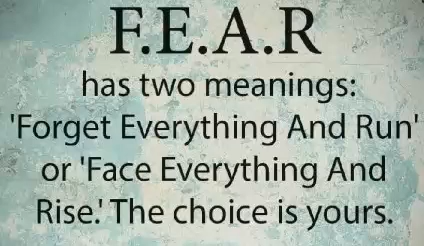 F.E.A.R
has two meanings:
'Forget Everything And Run'
or 'Face Everything And
Rise.' The choice is yours.